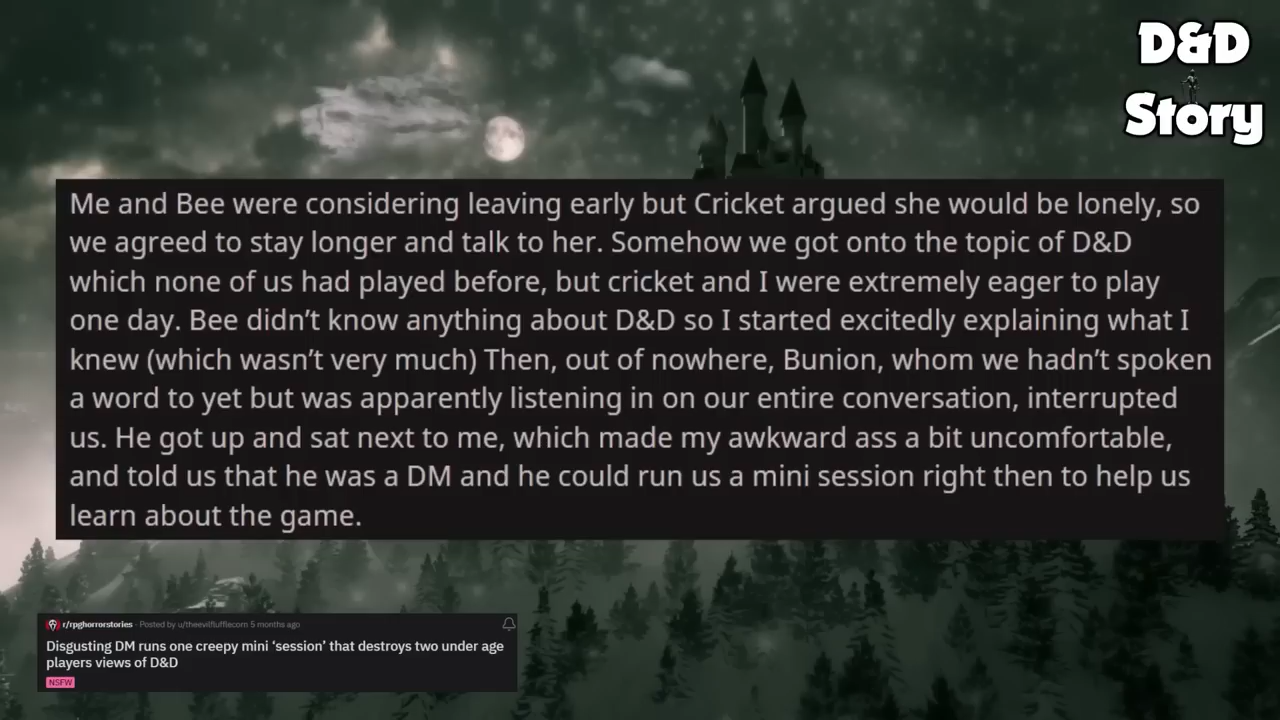 D&D
Story
Me and Bee were considering leaving early but Cricket argued she would be lonely, so
we agreed to stay longer and talk to her. Somehow we got onto the topic of D&D
which none of us had played before, but cricket and I were extremely eager to play
one day. Bee didn’t know anything about D&D so I started excitedly explaining what I
knew (which wasn’t very much) Then, out of nowhere, Bunion, whom we hadn’t spoken
a word to yet but was apparently listening in on our entire conversation, interrupted
us. He got up and sat next to me, which made my awkward ass a bit uncomfortable,
and told us that he was a DM and he could run us a mini session right then to help us
learn about the game.
r/rpghorrorstories · Posted by u/theevilflufflecorn 5 months ago
Disgusting DM runs one creepy mini ‘session’ that destroys two under age
players views of D&D
NSFW